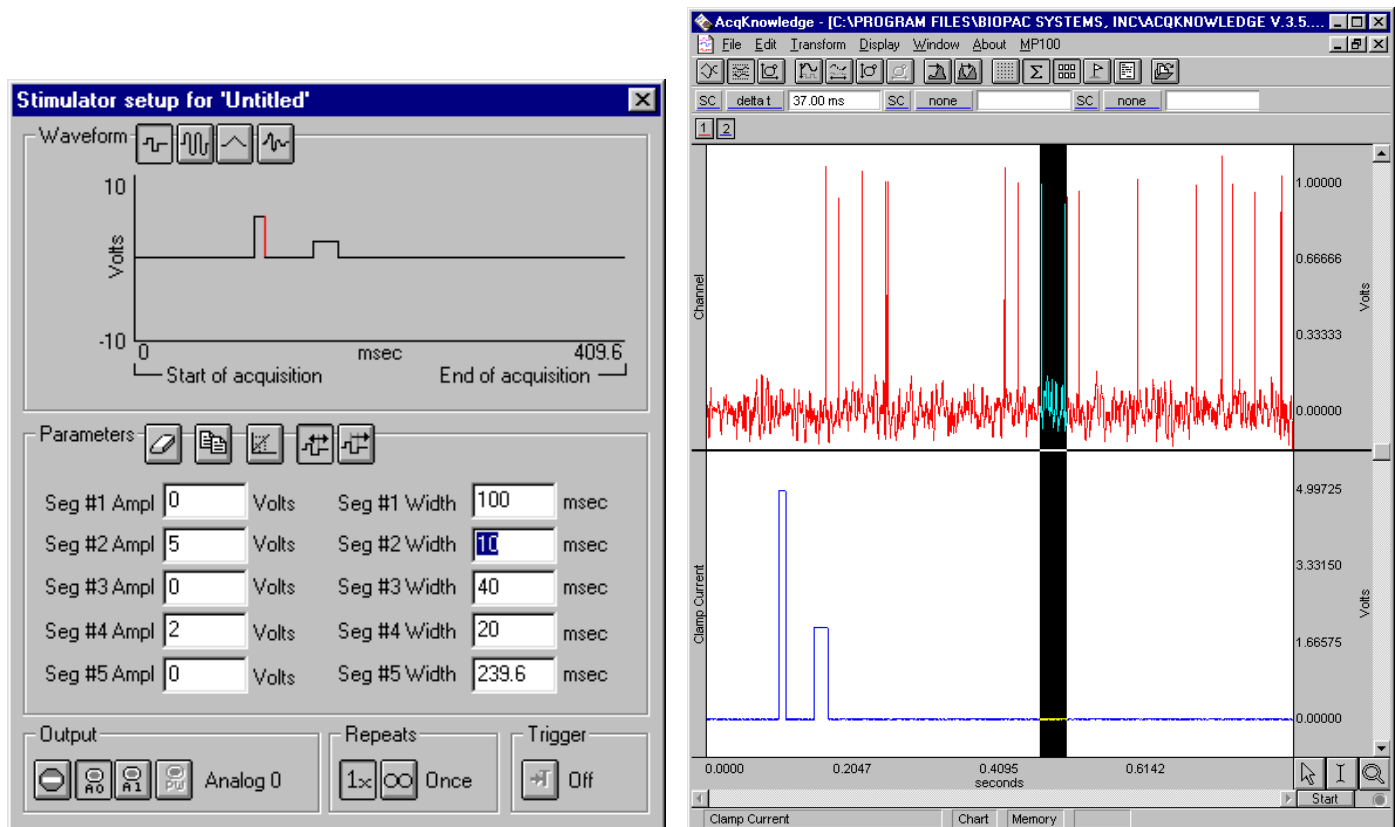 Stimulator setup for 'Untitled'
Waveform
10
Volts
-10
0
msec
409.6
Start of acquisition
End of acquisition
Parameters
Seg #1 Ampl 0 Volts Seg #1 Width 100 msec
Seg #2 Ampl 5 Volts Seg #2 Width 10 msec
Seg #3 Ampl 0 Volts Seg #3 Width 40 msec
Seg #4 Ampl 2 Volts Seg #4 Width 20 msec
Seg #5 Ampl 0 Volts Seg #5 Width 239.6 msec
Output
A0 A1 Analog 0
Repeats
1x Once
Trigger
Off
AcqKnowledge - [C:\PROGRAM FILES\BIOPAC SYSTEMS, INC\ACQKNOWLEDGE V.3.5....
File Edit Transform Display Window About MP100
SC delta t 37.00 ms SC none SC none
1 2
Channel
1.00000
0.66666
0.33333
0.00000
Volts
Clamp Current
4.99725
3.33150
1.66575
0.00000
Volts
0.0000 0.2047 0.4095 0.6142
seconds
Start
Clamp Current Chart Memory